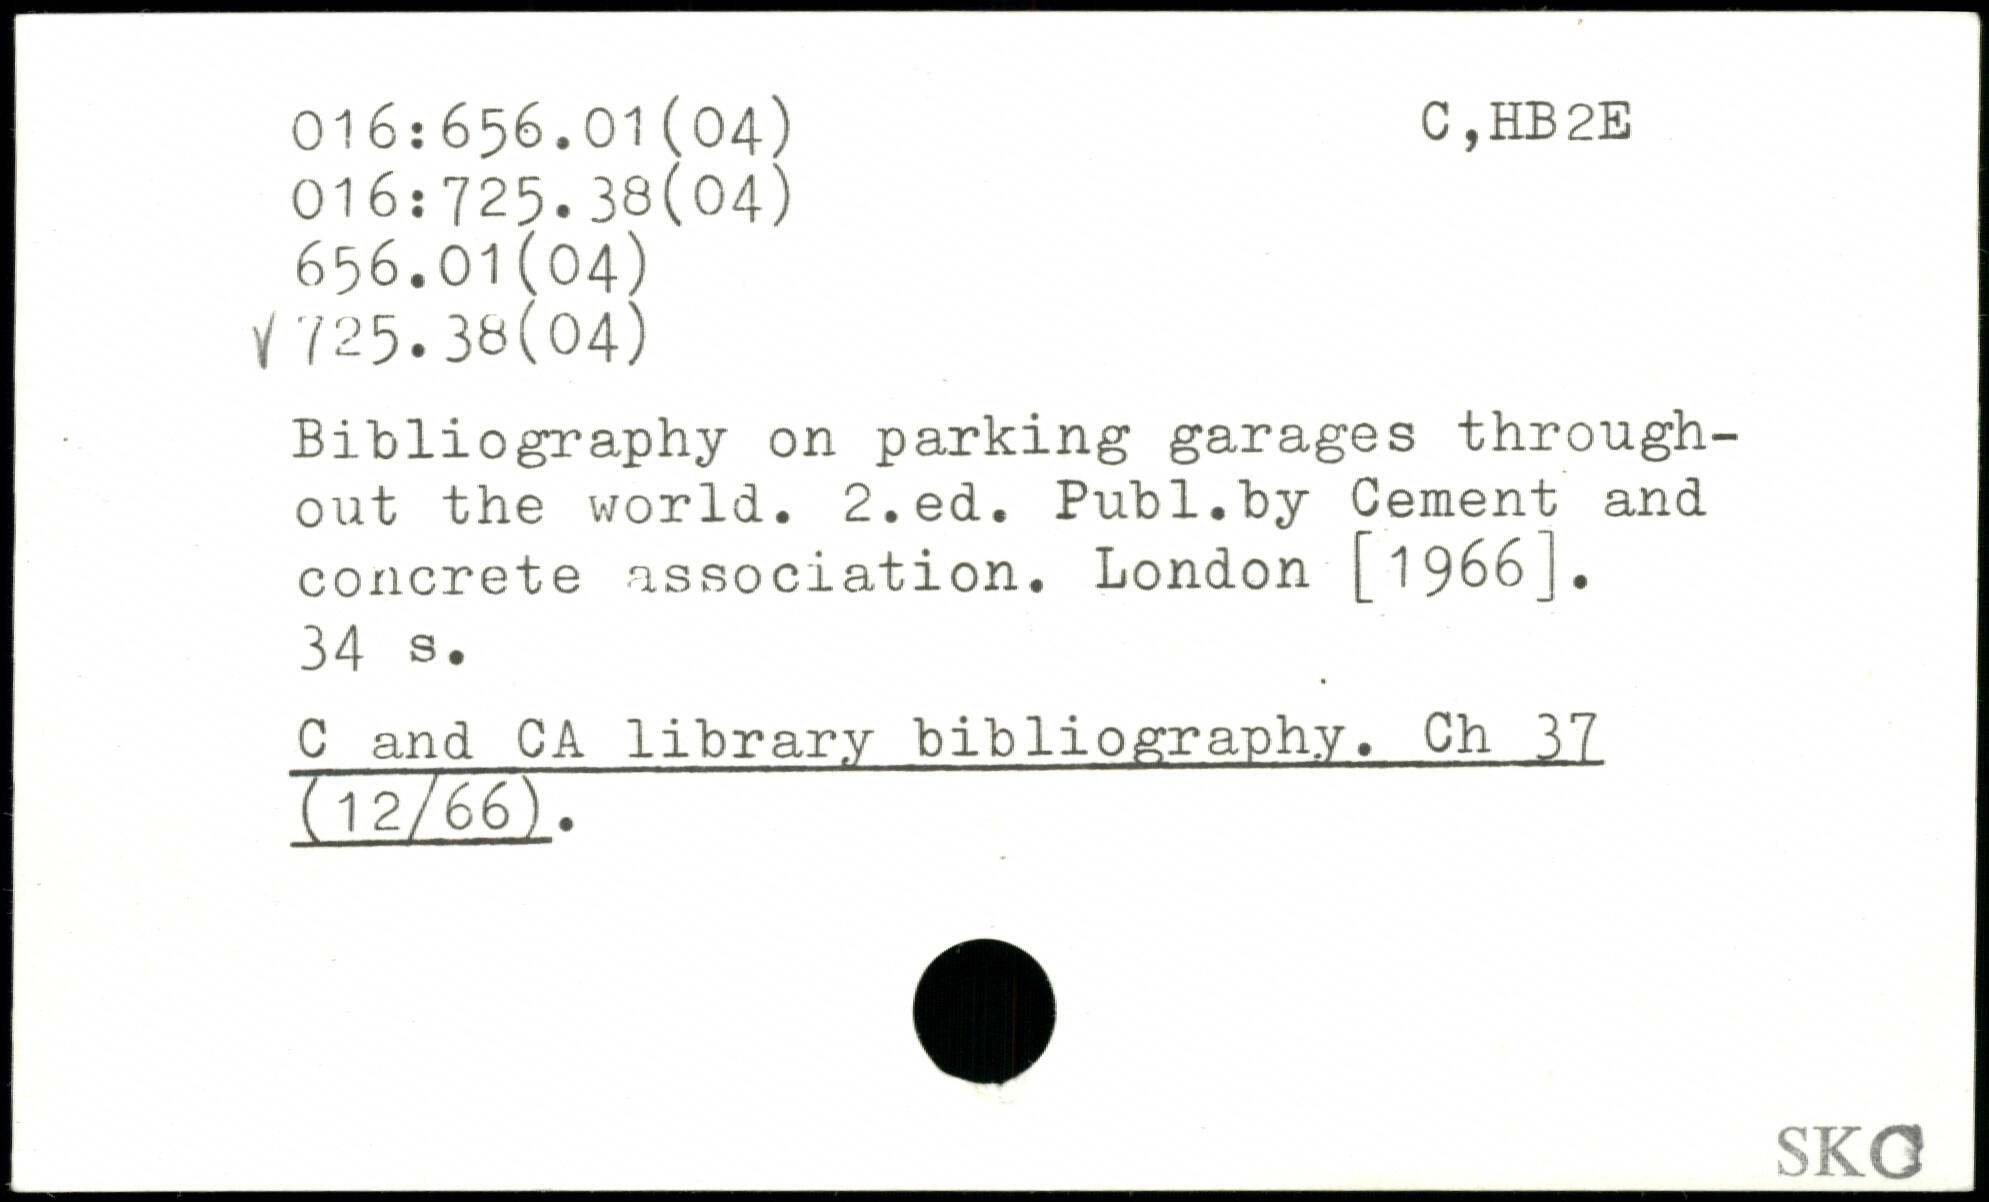 016:656.01(04)
C,HB2E
016:725.38(04)
656.01(04)
√ 725.38(04)
Bibliography on parking garages through-
out the world. 2.ed. Publ.by Cement and
concrete association. London [1966].
34 s.
C and CA library bibliography. Ch 37
(12/66).